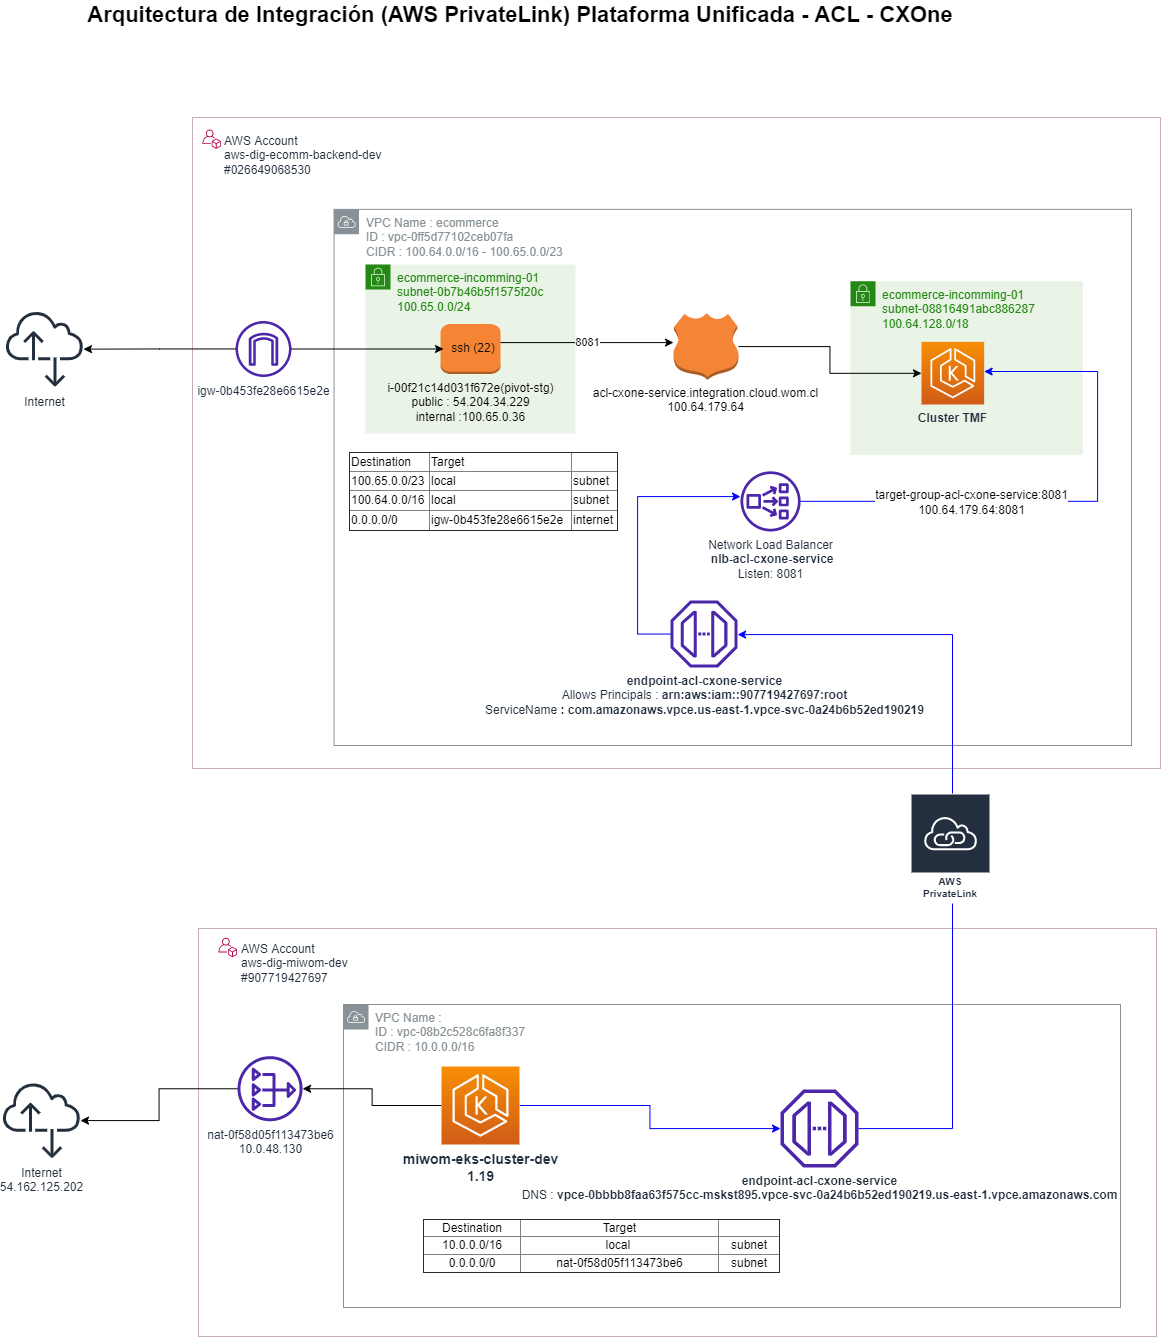 Arquitectura de Integración (AWS PrivateLink) Plataforma Unificada - ACL - CXOne
AWS Account
aws-dig-ecomm-backend-dev
#026649068530
VPC Name : ecommerce
ID : vpc-0ff5d77102ceb07fa
CIDR : 100.64.0.0/16 - 100.65.0.0/23
ecommerce-incomming-01
subnet-0b7b46b5f1575f20c
100.65.0.0/24
ecommerce-incomming-01
subnet-08816491abc886287
100.64.128.0/18
ssh (22)
8081
Internet
igw-0b453fe28e6615e2e
i-00f21c14d031f672e(pivot-stg)
public : 54.204.34.229
internal :100.65.0.36
acl-cxone-service.integration.cloud.wom.cl
100.64.179.64
Cluster TMF
Destination Target
100.65.0.0/23 local subnet
100.64.0.0/16 local subnet
0.0.0.0/0 igw-0b453fe28e6615e2e internet
target-group-acl-cxone-service:8081
100.64.179.64:8081
Network Load Balancer
nlb-acl-cxone-service
Listen: 8081
endpoint-acl-cxone-service
Allows Principals : arn:aws:iam::907719427697:root
ServiceName : com.amazonaws.vpce.us-east-1.vpce-svc-0a24b6b52ed190219
AWS
PrivateLink
AWS Account
aws-dig-miwom-dev
#907719427697
VPC Name :
ID : vpc-08b2c528c6fa8f337
CIDR : 10.0.0.0/16
nat-0f58d05f113473be6
10.0.48.130
Internet
54.162.125.202
miwom-eks-cluster-dev
1.19
endpoint-acl-cxone-service
DNS : vpce-0bbbb8faa63f575cc-mskst895.vpce-svc-0a24b6b52ed190219.us-east-1.vpce.amazonaws.com
Destination Target
10.0.0.0/16 local subnet
0.0.0.0/0 nat-0f58d05f113473be6 subnet